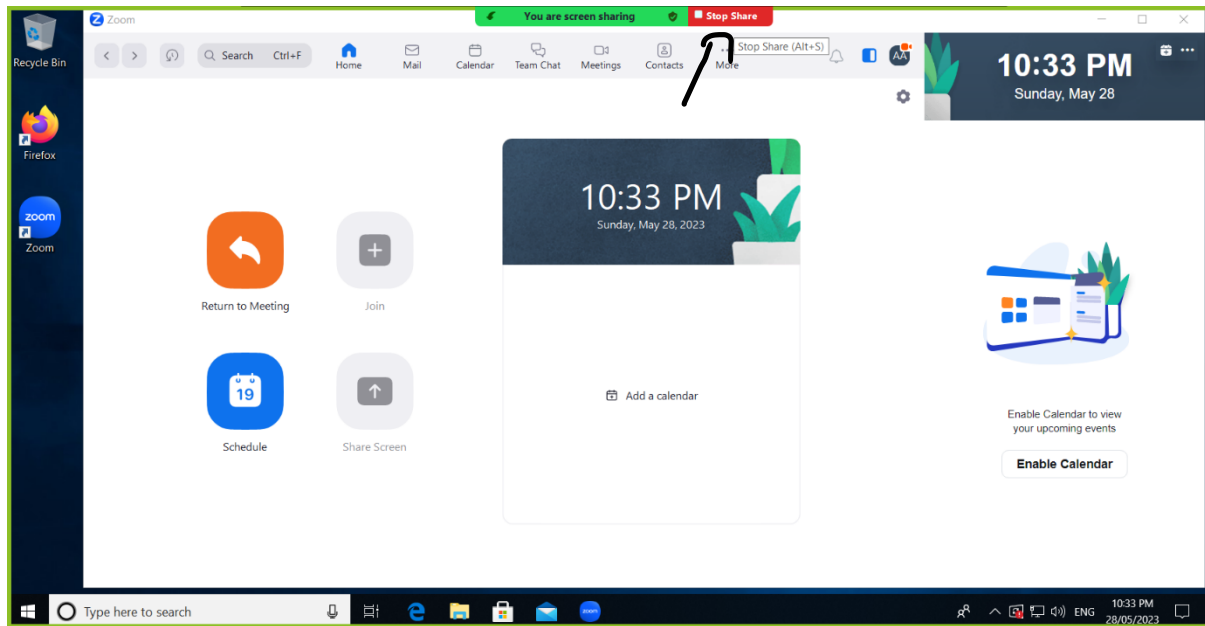 Zoom
You are screen sharing
Stop Share
Stop Share (Alt+S)
Search Ctrl+F
Home
Mail
Calendar
Team Chat
Meetings
Contacts
More
AA
10:33 PM
Sunday, May 28
Recycle Bin
Firefox
zoom
Zoom
Return to Meeting
Join
19
Schedule
Share Screen
10:33 PM
Sunday, May 28, 2023
Add a calendar
Enable Calendar to view
your upcoming events
Enable Calendar
Type here to search
zoom
ENG
10:33 PM
28/05/2023